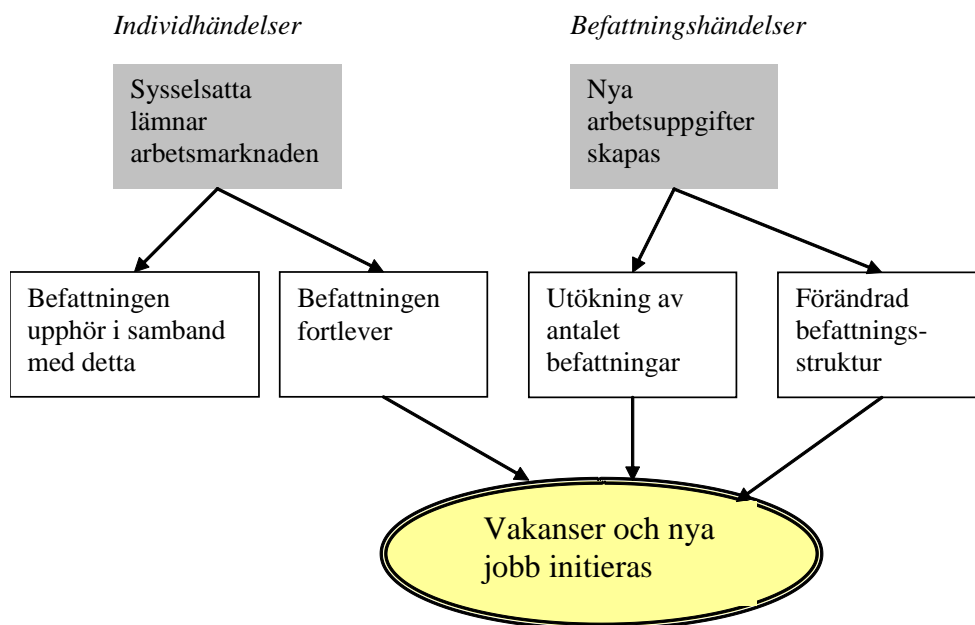 Individhändelser
Befattningshändelser
Sysselsatta
lämnar
arbetsmarknaden
Nya
arbetsuppgifter
skapas
Befattningen
upphör i samband
med detta
Befattningen
fortlever
Utökning av
antalet
befattningar
Förändrad
befattnings-
struktur
Vakanser och nya
jobb initieras